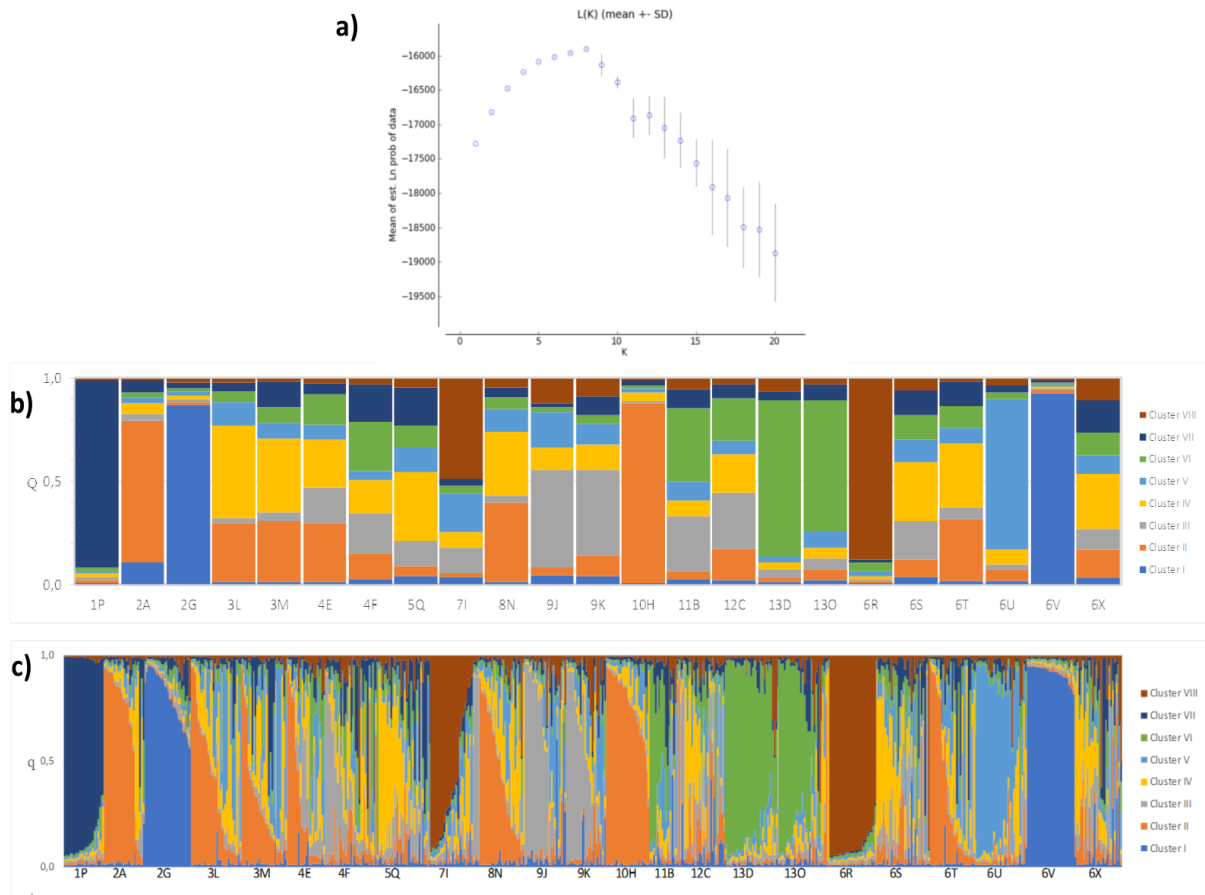 L(K) (mean +- SD)
a)
Mean of est. Ln prob of data
−16000
−16500
−17000
−17500
−18000
−18500
−19000
−19500
0 5 10 15 20
K
b)
Q
1,0
0,5
0,0
1P 2A 2G 3L 3M 4E 4F 5Q 7I 8N 9J 9K 10H 11B 12C 13D 13O 6R 6S 6T 6U 6V 6X
Cluster VIII
Cluster VII
Cluster VI
Cluster V
Cluster IV
Cluster III
Cluster II
Cluster I
c)
q
1,0
0,5
0,0
1P 2A 2G 3L 3M 4E 4F 5Q 7I 8N 9J 9K 10H 11B 12C 13D 13O 6R 6S 6T 6U 6V 6X
Cluster VIII
Cluster VII
Cluster VI
Cluster V
Cluster IV
Cluster III
Cluster II
Cluster I